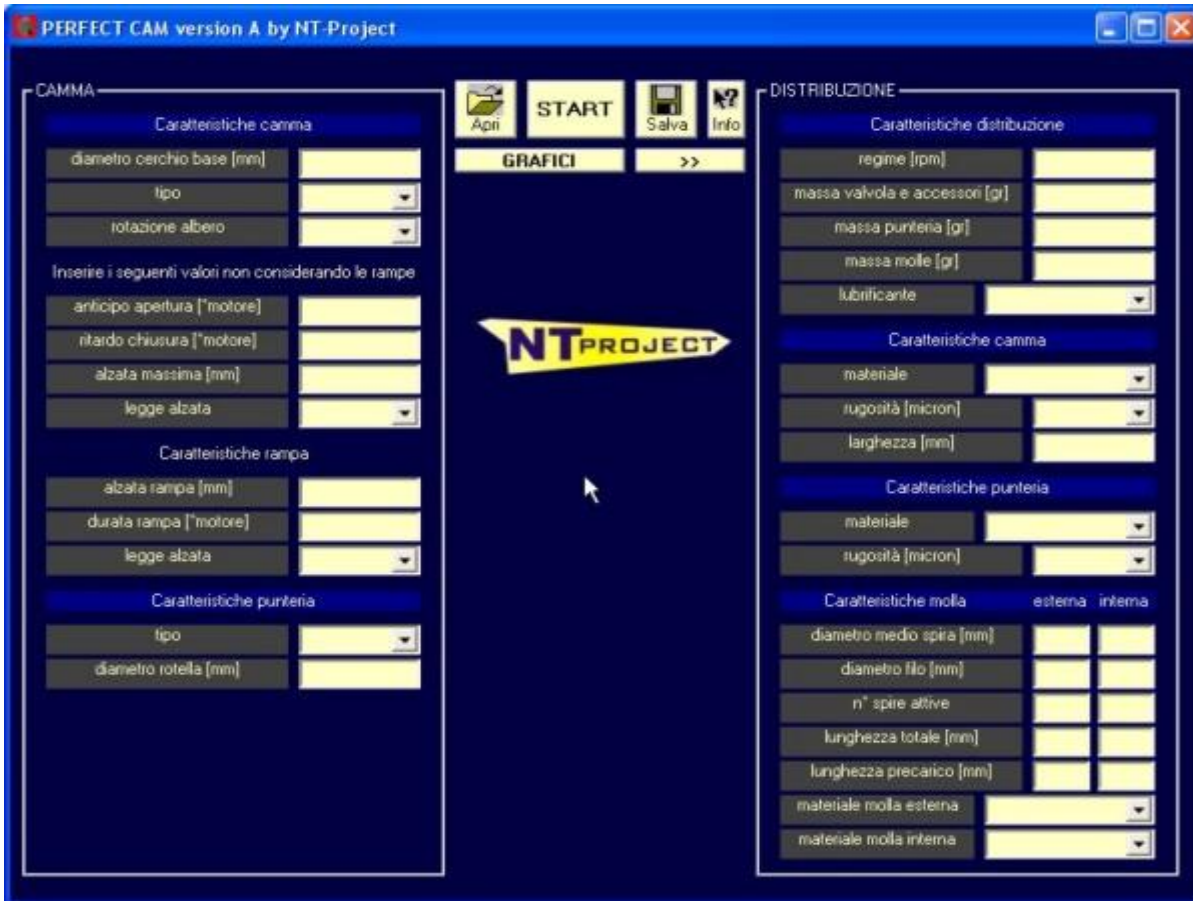 PERFECT CAM version A by NT-Project
CAMMA
Caratteristiche camma
diametro cerchio base [mm]
tipo
rotazione albero
Inserire i seguenti valori non considerando le rampe
anticipo apertura [°motore]
ritardo chiusura [°motore]
alzata massima [mm]
legge alzata
Caratteristiche rampa
alzata rampa [mm]
durata rampa [°motore]
legge alzata
Caratteristiche punteria
tipo
diametro rotella [mm]
Apri
START
Salva
Info
GRAFICI
>>
NT PROJECT
DISTRIBUZIONE
Caratteristiche distribuzione
regime [rpm]
massa valvola e accessori [gr]
massa punteria [gr]
massa molle [gr]
lubrificante
Caratteristiche camma
materiale
rugosità [micron]
larghezza [mm]
Caratteristiche punteria
materiale
rugosità [micron]
Caratteristiche molla esterna interna
diametro medio spira [mm]
diametro filo [mm]
n° spire attive
lunghezza totale [mm]
lunghezza precarico [mm]
materiale molla esterna
materiale molla interna